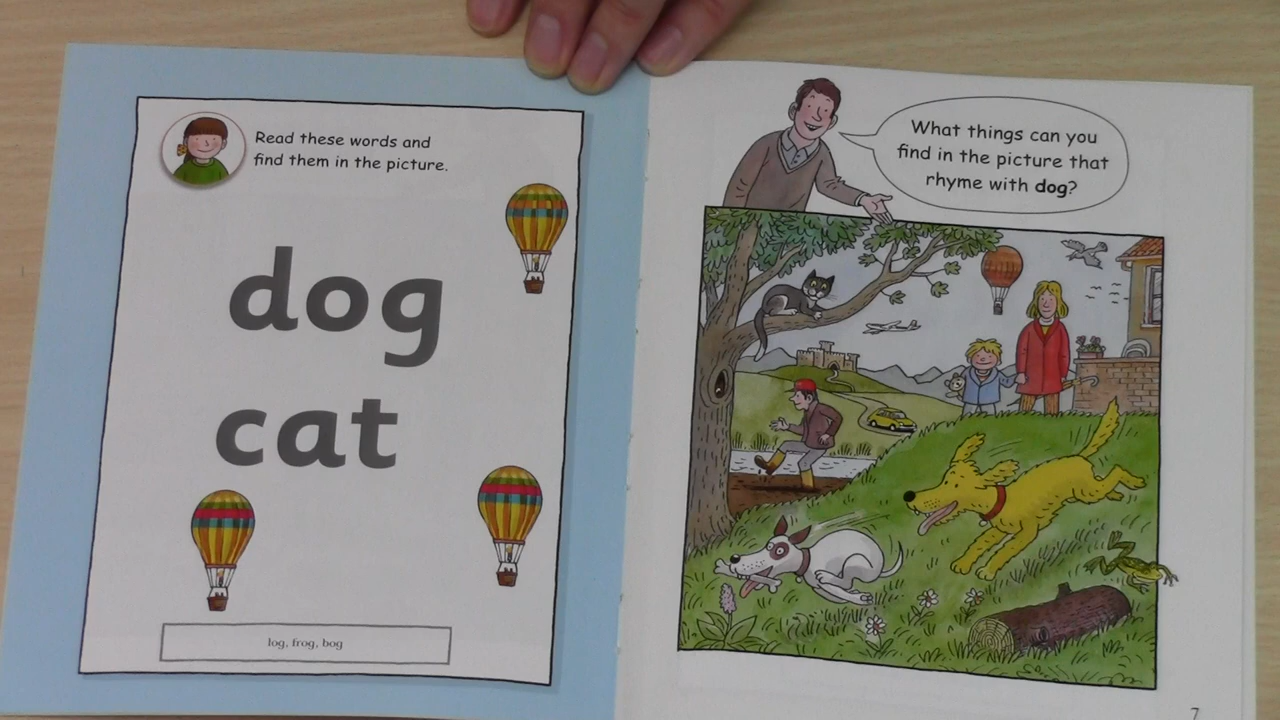 Read these words and
find them in the picture.
dog
cat
log, frog, bog
What things can you
find in the picture that
rhyme with dog?
7